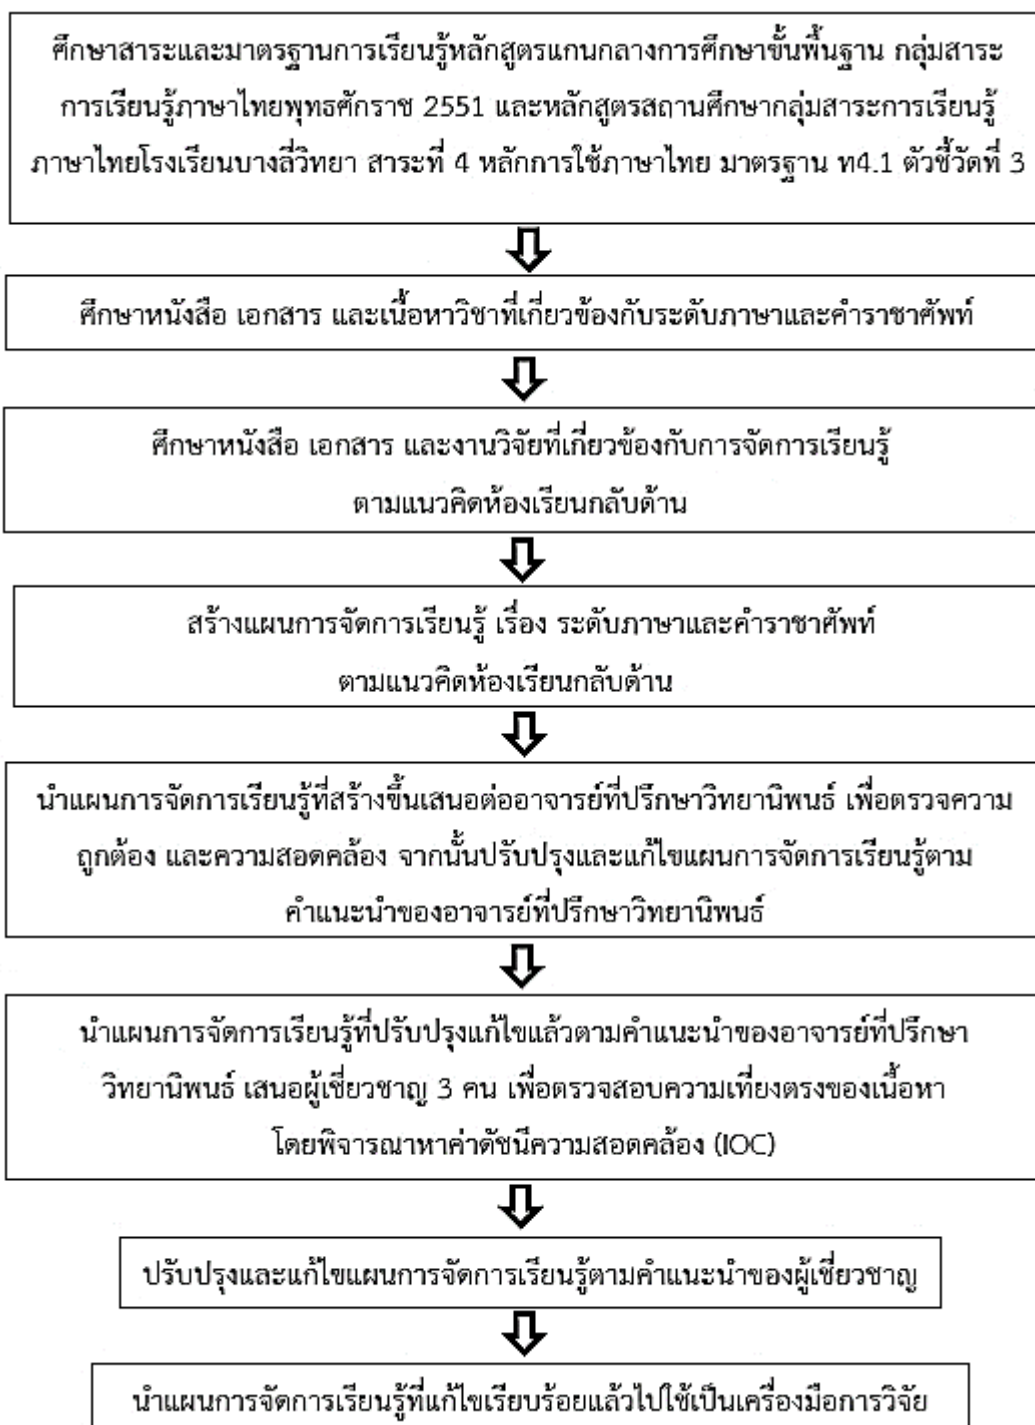 ศึกษาสาระและมาตรฐานการเรียนรู้หลักสูตรแกนกลางการศึกษาขั้นพื้นฐาน กลุ่มสาระ
การเรียนรู้ภาษาไทยพุทธศักราช 2551 และหลักสูตรสถานศึกษากลุ่มสาระการเรียนรู้
ภาษาไทยโรงเรียนบางลี่วิทยา สาระที่ 4 หลักการใช้ภาษาไทย มาตรฐาน ท4.1 ตัวชี้วัดที่ 3
ศึกษาหนังสือ เอกสาร และเนื้อหาวิชาที่เกี่ยวข้องกับระดับภาษาและคำราชาศัพท์
ศึกษาหนังสือ เอกสาร และงานวิจัยที่เกี่ยวข้องกับการจัดการเรียนรู้
ตามแนวคิดห้องเรียนกลับด้าน
สร้างแผนการจัดการเรียนรู้ เรื่อง ระดับภาษาและคำราชาศัพท์
ตามแนวคิดห้องเรียนกลับด้าน
นำแผนการจัดการเรียนรู้ที่สร้างขึ้นเสนอต่ออาจารย์ที่ปรึกษาวิทยานิพนธ์ เพื่อตรวจความ
ถูกต้อง และความสอดคล้อง จากนั้นปรับปรุงและแก้ไขแผนการจัดการเรียนรู้ตาม
คำแนะนำของอาจารย์ที่ปรึกษาวิทยานิพนธ์
นำแผนการจัดการเรียนรู้ที่ปรับปรุงแก้ไขแล้วตามคำแนะนำของอาจารย์ที่ปรึกษา
วิทยานิพนธ์ เสนอผู้เชี่ยวชาญ 3 คน เพื่อตรวจสอบความเที่ยงตรงของเนื้อหา
โดยพิจารณาหาค่าดัชนีความสอดคล้อง (IOC)
ปรับปรุงและแก้ไขแผนการจัดการเรียนรู้ตามคำแนะนำของผู้เชี่ยวชาญ
นำแผนการจัดการเรียนรู้ที่แก้ไขเรียบร้อยแล้วไปใช้เป็นเครื่องมือการวิจัย